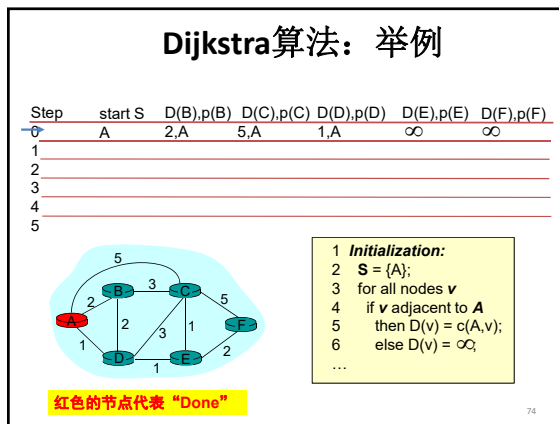 Dijkstra算法：举例
Step start S D(B),p(B) D(C),p(C) D(D),p(D) D(E),p(E) D(F),p(F)
0 A 2,A 5,A 1,A ∞ ∞
1
2
3
4
5
5
B 3 C 5
A 2 2 3 1 F
1 D 1 E 2
红色的节点代表“Done”
1 Initialization:
2 S = {A};
3 for all nodes v
4 if v adjacent to A
5 then D(v) = c(A,v);
6 else D(v) = ∞;
…
74